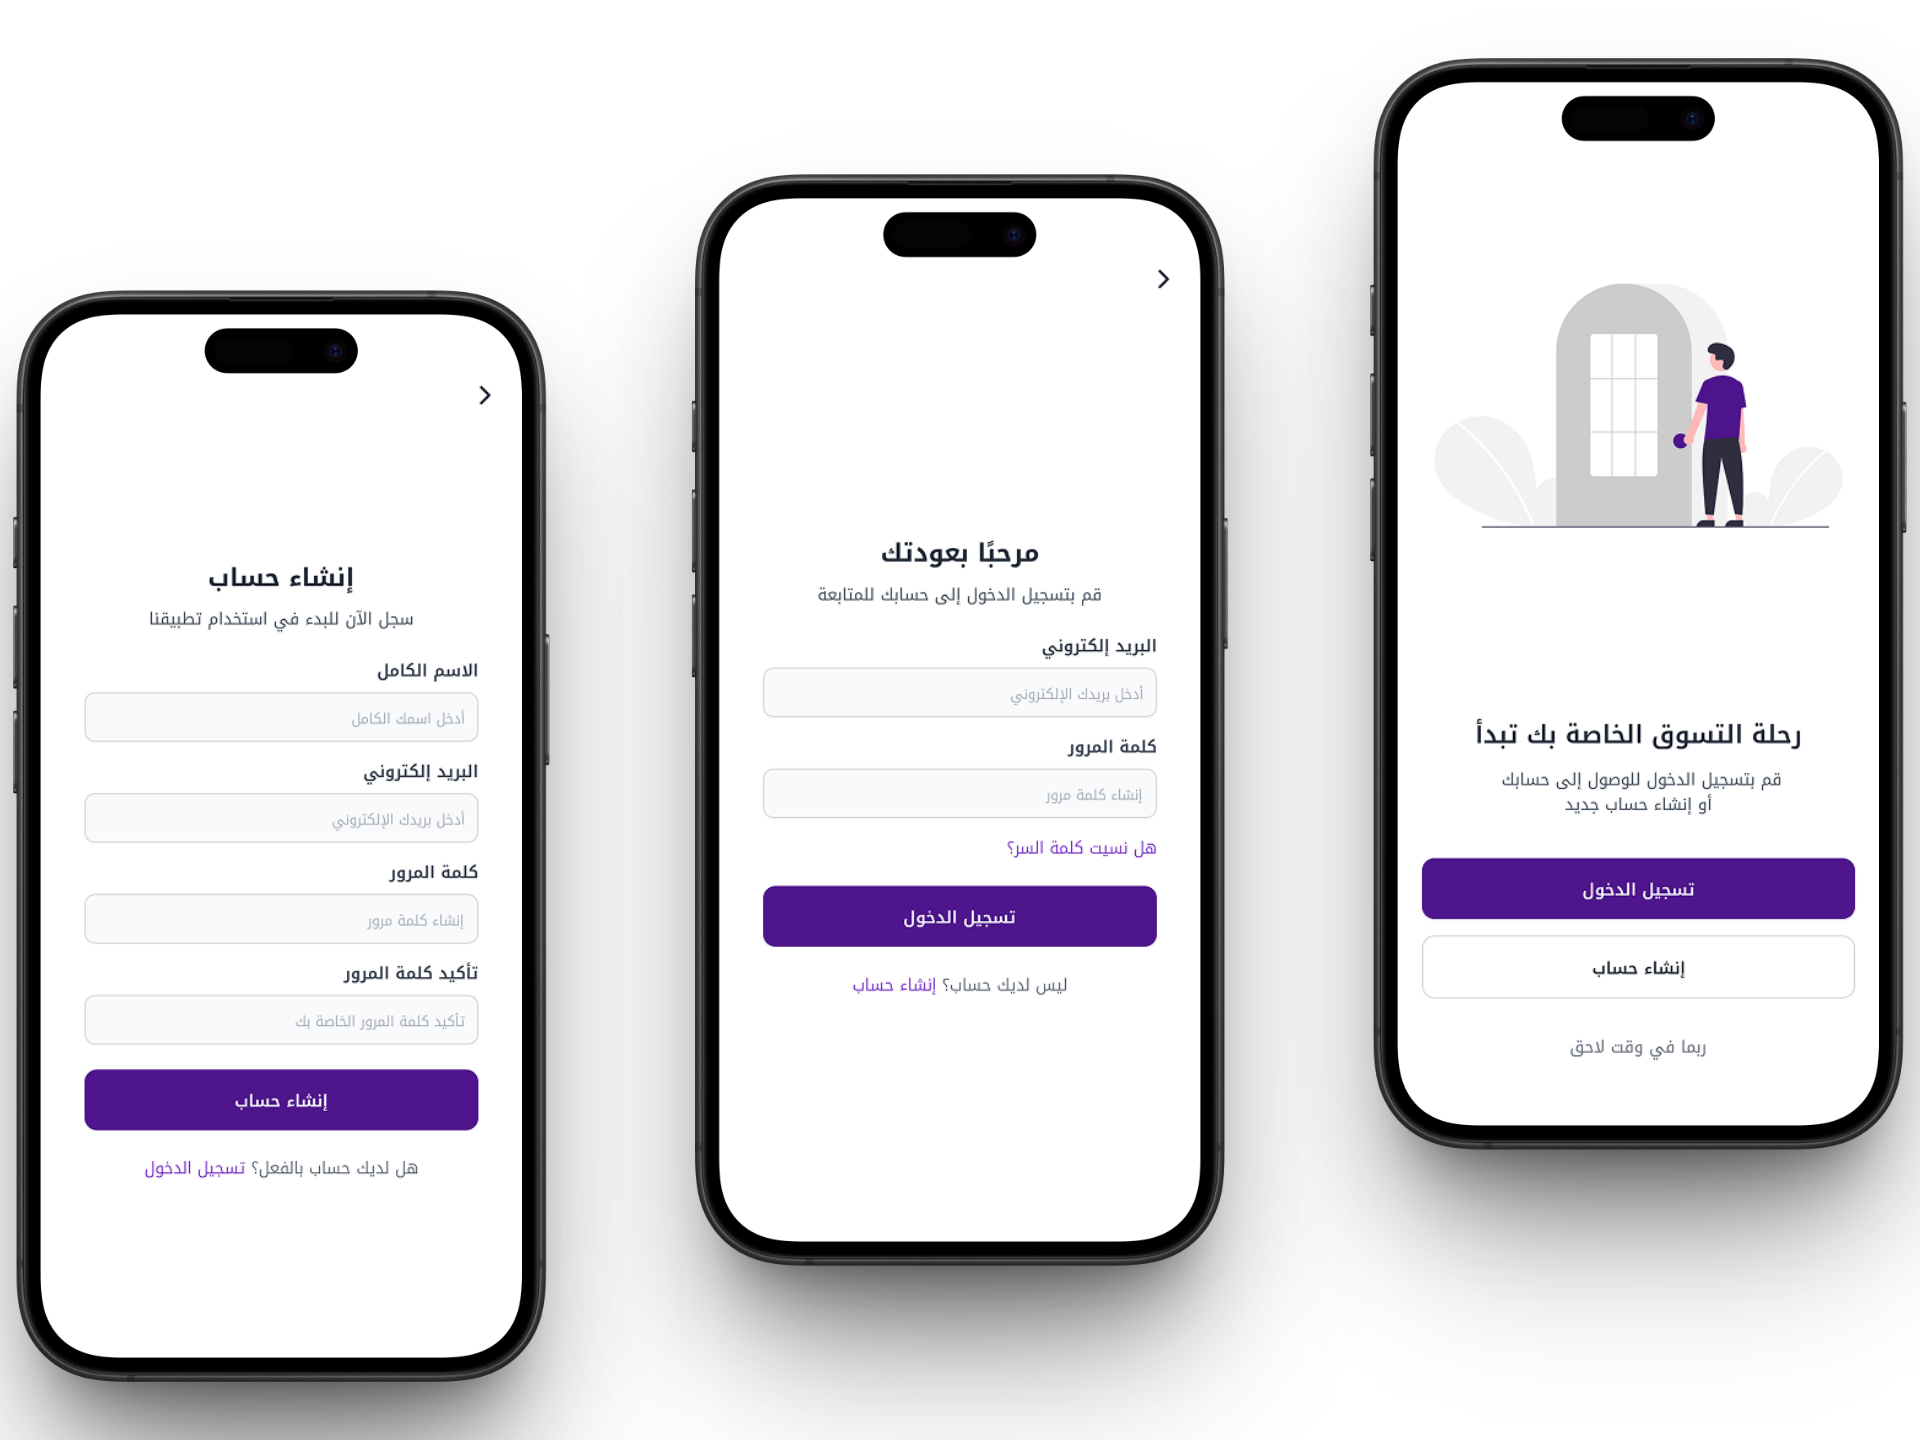 رحلة التسوق الخاصة بك تبدأ
قم بتسجيل الدخول للوصول إلى حسابك
أو إنشاء حساب جديد
تسجيل الدخول
إنشاء حساب
ربما في وقت لاحق
مرحبًا بعودتك
قم بتسجيل الدخول إلى حسابك للمتابعة
البريد إلكتروني
أدخل بريدك الإلكتروني
كلمة المرور
إنشاء كلمة مرور
هل نسيت كلمة السر؟
تسجيل الدخول
ليس لديك حساب؟ إنشاء حساب
إنشاء حساب
سجل الآن للبدء في استخدام تطبيقنا
الاسم الكامل
أدخل اسمك الكامل
البريد إلكتروني
أدخل بريدك الإلكتروني
كلمة المرور
إنشاء كلمة مرور
تأكيد كلمة المرور
تأكيد كلمة المرور الخاصة بك
إنشاء حساب
هل لديك حساب بالفعل؟ تسجيل الدخول